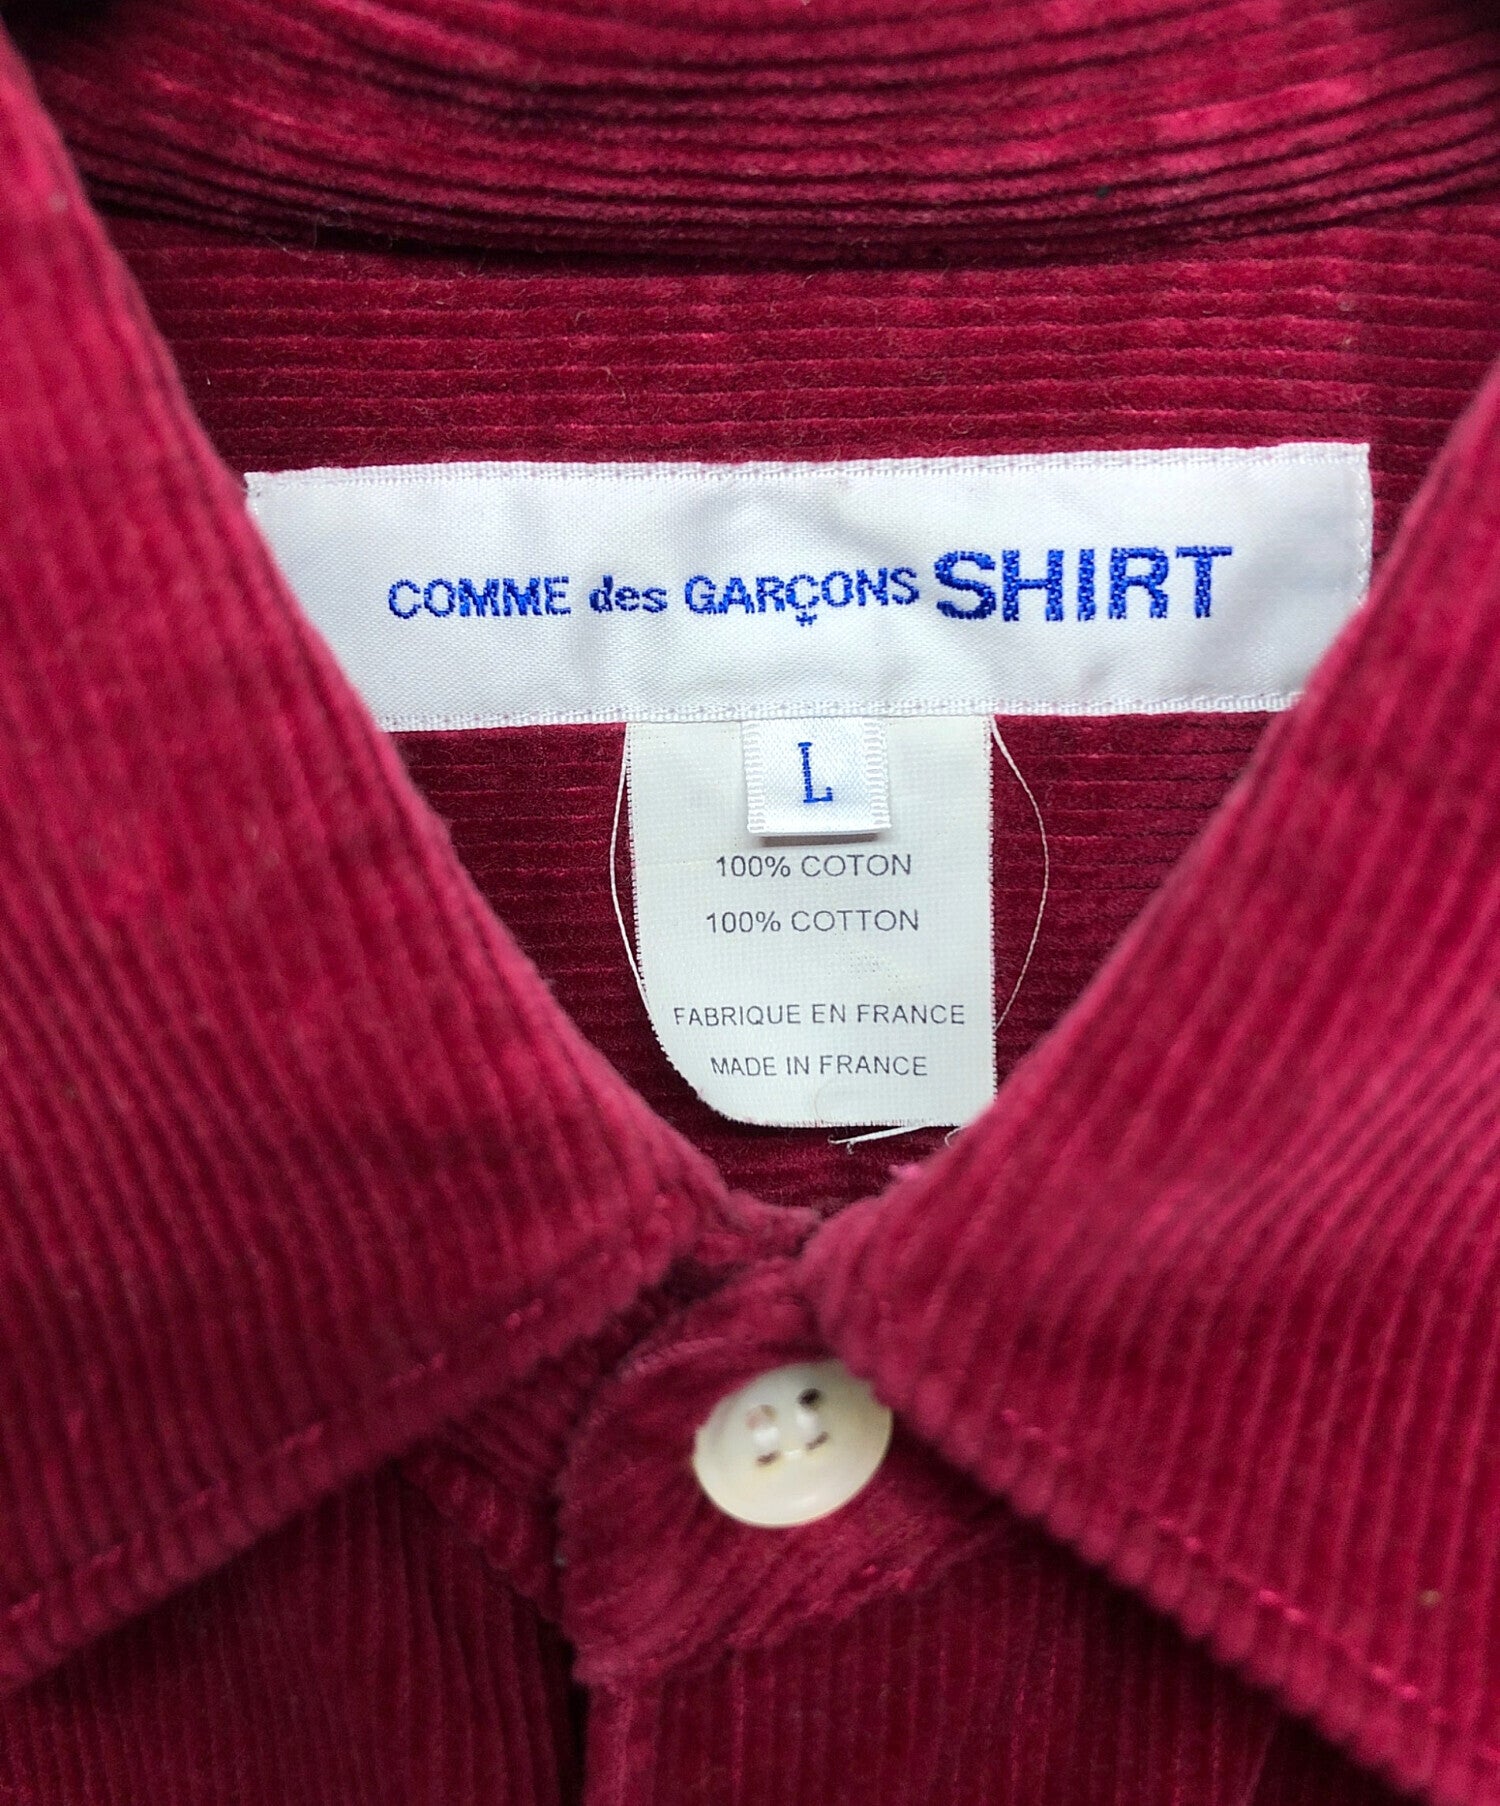 COMME des GARÇONS SHIRT
L
100% COTON
100% COTTON
FABRIQUE EN FRANCE
MADE IN FRANCE